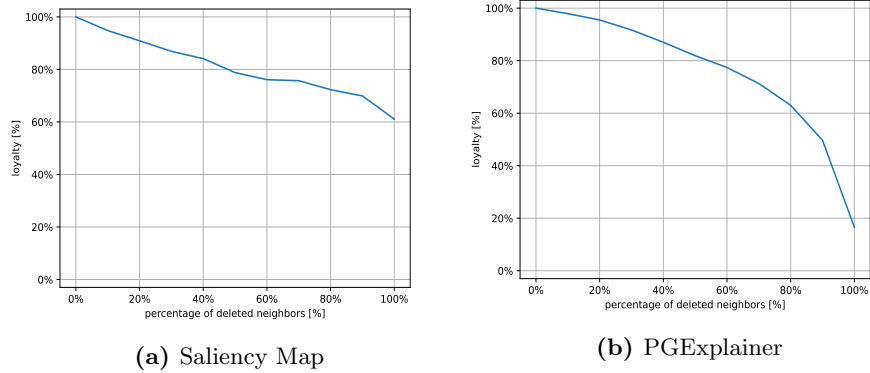 100%
80%
60%
40%
20%
0%
loyalty [%]
0% 20% 40% 60% 80% 100%
percentage of deleted neighbors [%]
(a) Saliency Map
100%
80%
60%
40%
20%
0%
loyalty [%]
0% 20% 40% 60% 80% 100%
percentage of deleted neighbors [%]
(b) PGExplainer